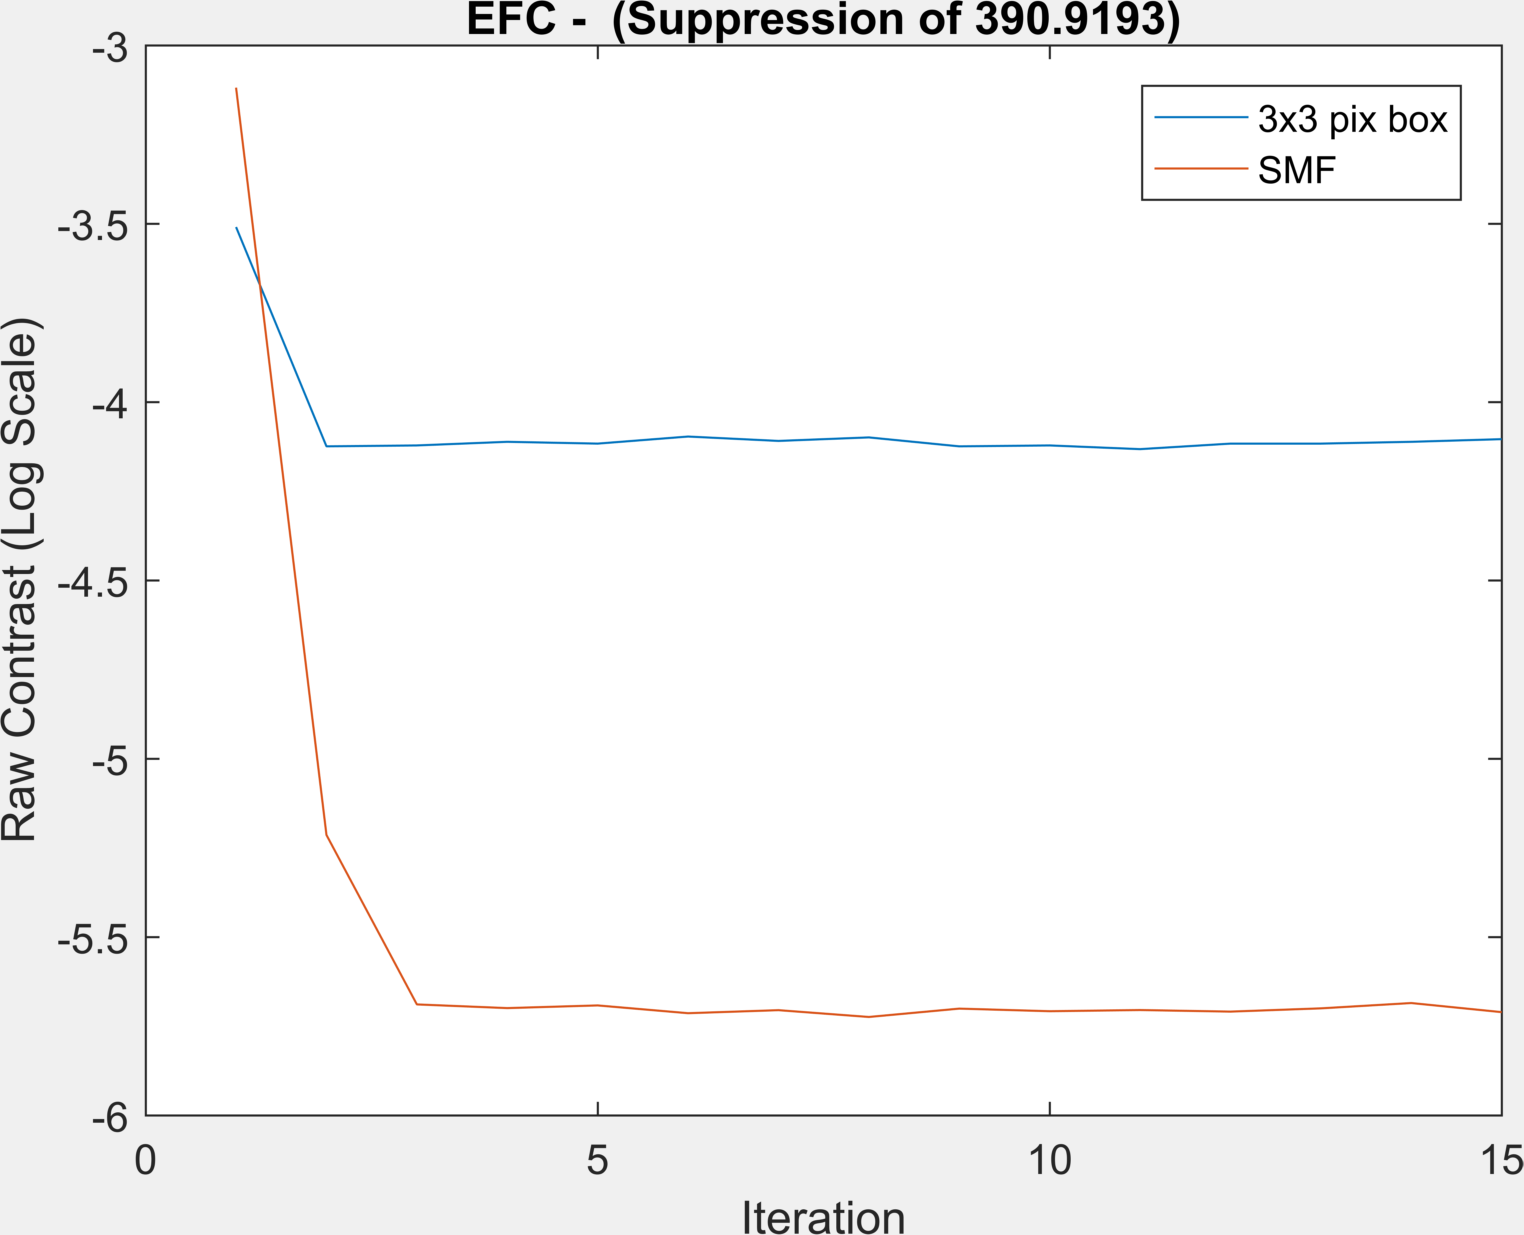 EFC -  (Suppression of 390.9193)
3x3 pix box
SMF
Raw Contrast (Log Scale)
-3
-3.5
-4
-4.5
-5
-5.5
-6
0 5 10 15
Iteration